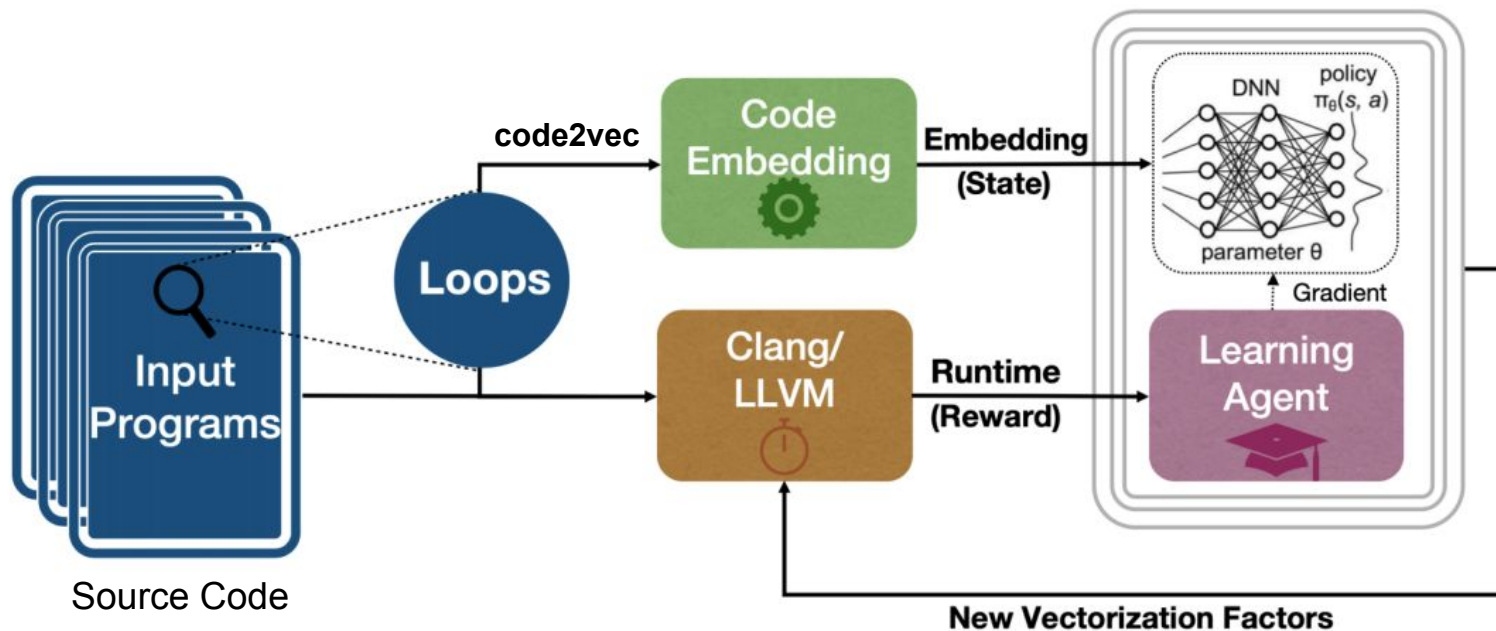 Input
Programs
Source Code
Loops
code2vec
Code
Embedding
Clang/
LLVM
Embedding
(State)
Runtime
(Reward)
DNN
policy
πθ(s, a)
parameter θ
Gradient
Learning
Agent
New Vectorization Factors